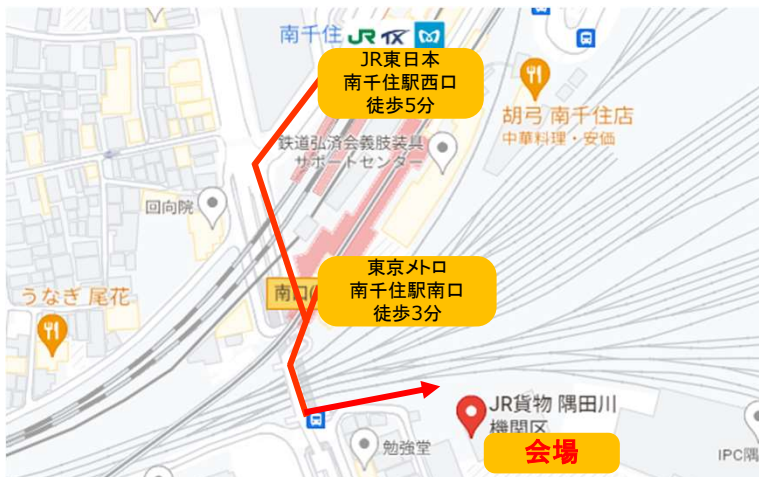 南千住 JR TX
JR東日本
南千住駅西口
徒歩5分
胡弓 南千住店
中華料理・安価
鉄道弘済会義肢装具
サポートセンター
回向院
東京メトロ
南千住駅南口
徒歩3分
南口(
うなぎ 尾花
JR貨物 隅田川
機関区
会場
勉強堂
IPC隅